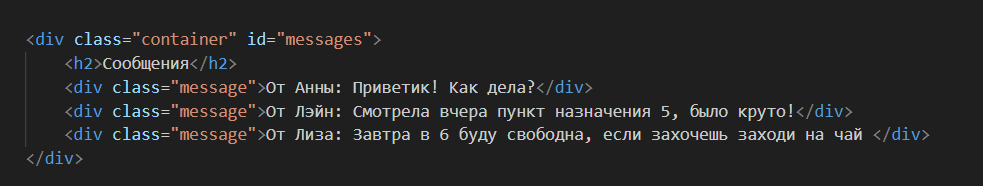 <div class="container" id="messages">
<h2>Сообщения</h2>
<div class="message">От Анны: Приветик! Как дела?</div>
<div class="message">От Лэйн: Смотрела вчера пункт назначения 5, было круто!</div>
<div class="message">От Лиза: Завтра в 6 буду свободна, если захочешь заходи на чай </div>
</div>